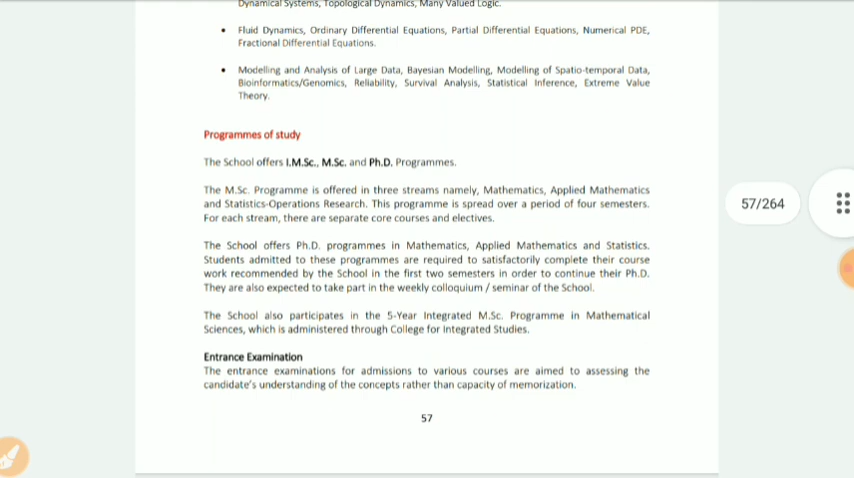 Dynamical Systems, Topological Dynamics, Many Valued Logic.
• Fluid Dynamics, Ordinary Differential Equations, Partial Differential Equations, Numerical PDE,
Fractional Differential Equations.
• Modelling and Analysis of Large Data, Bayesian Modelling, Modelling of Spatio-temporal Data,
Bioinformatics/Genomics, Reliability, Survival Analysis, Statistical Inference, Extreme Value
Theory.
Programmes of study
The School offers I.M.Sc., M.Sc. and Ph.D. Programmes.
The M.Sc. Programme is offered in three streams namely, Mathematics, Applied Mathematics
and Statistics-Operations Research. This programme is spread over a period of four semesters.
For each stream, there are separate core courses and electives.
The School offers Ph.D. programmes in Mathematics, Applied Mathematics and Statistics.
Students admitted to these programmes are required to satisfactorily complete their course
work recommended by the School in the first two semesters in order to continue their Ph.D.
They are also expected to take part in the weekly colloquium / seminar of the School.
The School also participates in the 5-Year Integrated M.Sc. Programme in Mathematical
Sciences, which is administered through College for Integrated Studies.
Entrance Examination
The entrance examinations for admissions to various courses are aimed to assessing the
candidate's understanding of the concepts rather than capacity of memorization.
57
57/264